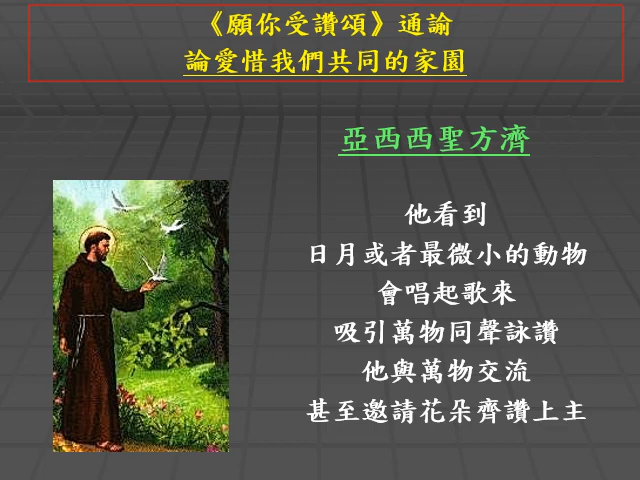 《願你受讚頌》通諭
論愛惜我們共同的家園
亞西西聖方濟
他看到
日月或者最微小的動物
會唱起歌來
吸引萬物同聲詠讚
他與萬物交流
甚至邀請花朵齊讚上主